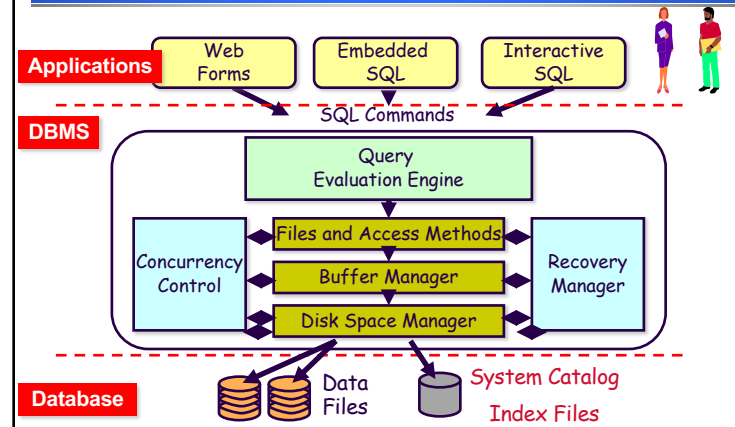 Applications
Web
Forms
Embedded
SQL
Interactive
SQL
SQL Commands
DBMS
Query
Evaluation Engine
Files and Access Methods
Concurrency
Control
Buffer Manager
Recovery
Manager
Disk Space Manager
Database
Data
Files
System Catalog
Index Files